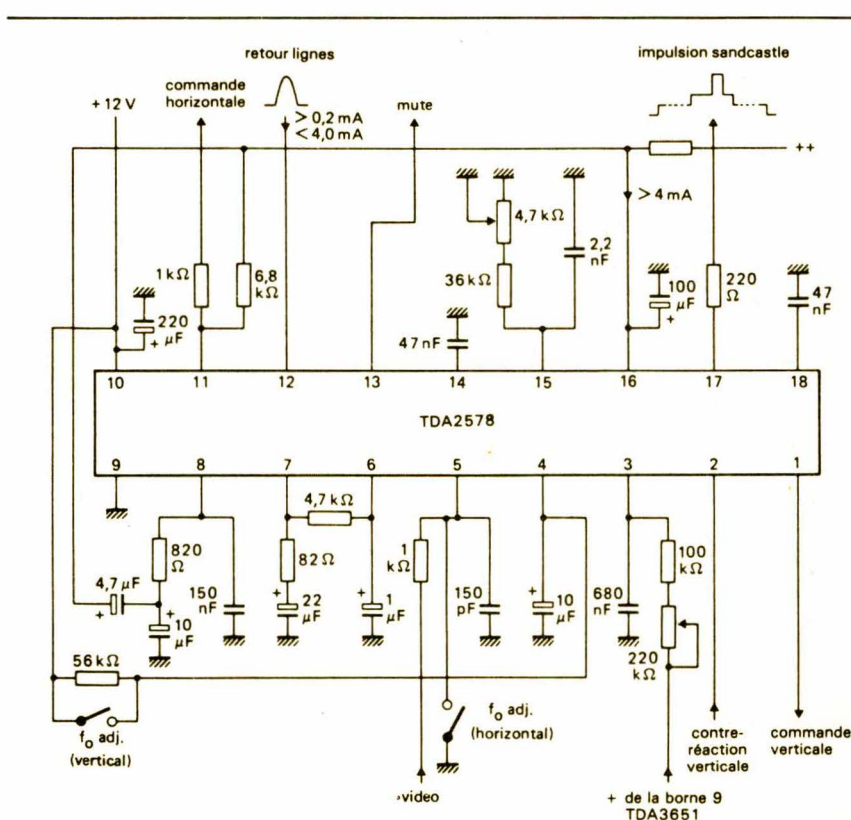 retour lignes
impulsion sandcastle
commande
horizontale
+ 12 V
> 0,2 mA
< 4,0 mA
mute
++
> 4 mA
4,7 kΩ
2,2
nF
1 kΩ
6,8
kΩ
36 kΩ
100
µF
+
220
Ω
47
nF
220
µF
+
47 nF
10
11
12
13
14
15
16
17
18
TDA2578
9
8
7
6
5
4
3
2
1
4,7 kΩ
820
Ω
82 Ω
1
kΩ
100
kΩ
4,7 µF
+
+
10
µF
150
nF
+
22
µF
+
1
µF
150
pF
+
10
µF
680
nF
220
kΩ
56 kΩ
f₀ adj.
(vertical)
f₀ adj.
(horizontal)
contre-
réaction
verticale
commande
verticale
video
+ de la borne 9
TDA3651